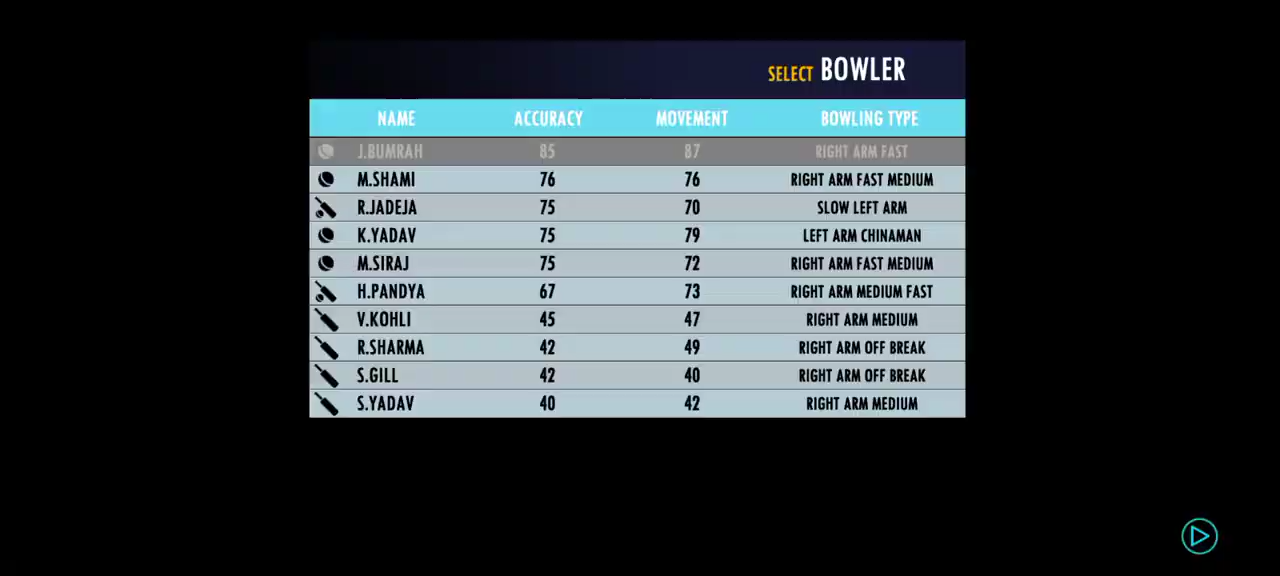 SELECT BOWLER
NAME ACCURACY MOVEMENT BOWLING TYPE
J.BUMRAH 85 87 RIGHT ARM FAST
M.SHAMI 76 76 RIGHT ARM FAST MEDIUM
R.JADEJA 75 70 SLOW LEFT ARM
K.YADAV 75 79 LEFT ARM CHINAMAN
M.SIRAJ 75 72 RIGHT ARM FAST MEDIUM
H.PANDYA 67 73 RIGHT ARM MEDIUM FAST
V.KOHLI 45 47 RIGHT ARM MEDIUM
R.SHARMA 42 49 RIGHT ARM OFF BREAK
S.GILL 42 40 RIGHT ARM OFF BREAK
S.YADAV 40 42 RIGHT ARM MEDIUM